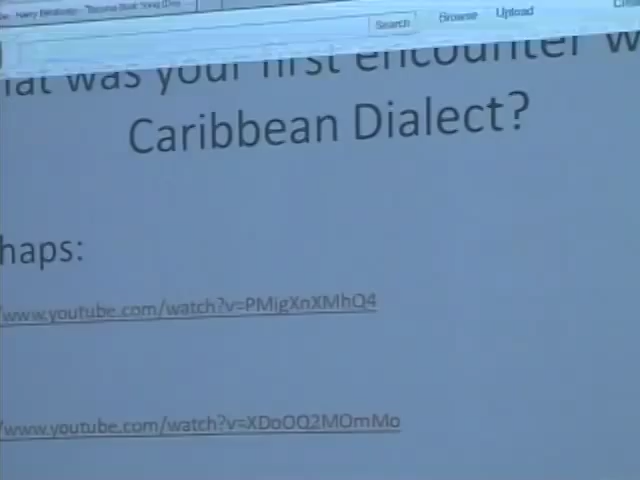 Search Browse Upload
at was your first encounter w
Caribbean Dialect?
haps:
/www.youtube.com/watch?v=PMigXnXMhQ4
/www.youtube.com/watch?v=XDoOQ2MOmMo